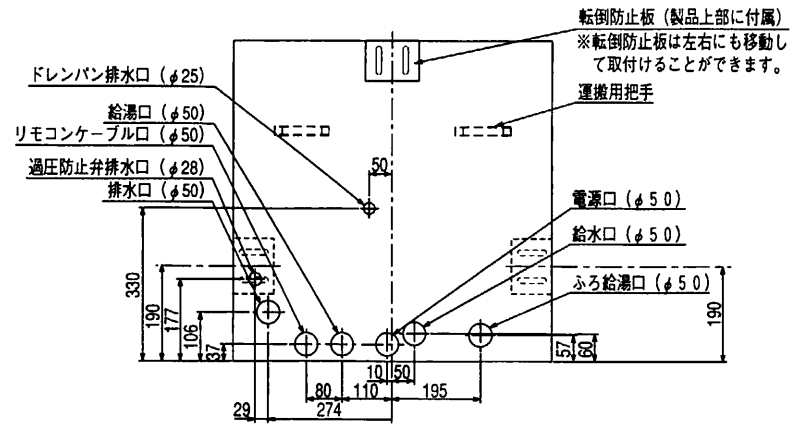 転倒防止板（製品上部に付属）
※転倒防止板は左右にも移動し
て取付けることができます。
運搬用把手
ドレンパン排水口（φ25）
給湯口（φ50）
リモコンケーブル口（φ50）
過圧防止弁排水口（φ28）
排水口（φ50）
電源口（φ50）
給水口（φ50）
ふろ給湯口（φ50）
50
330
190
177
106
37
190
57
60
10
50
80
110
195
29
274